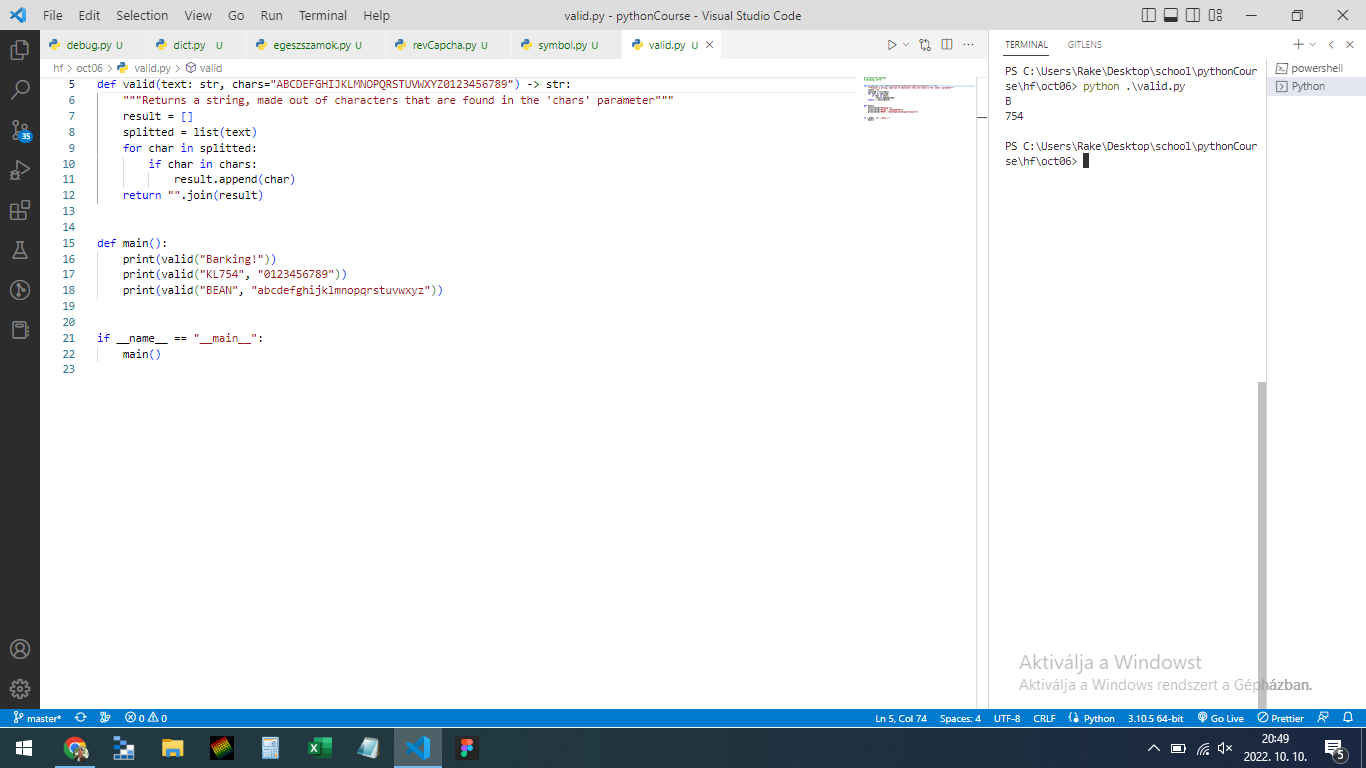 File Edit Selection View Go Run Terminal Help
valid.py - pythonCourse - Visual Studio Code
debug.py U
dict.py U
egeszszamok.py U
revCapcha.py U
symbol.py U
valid.py U
TERMINAL
GITLENS
hf > oct06 > valid.py > valid
5 def valid(text: str, chars="ABCDEFGHIJKLMNOPQRSTUVWXYZ0123456789") -> str:
6 """Returns a string, made out of characters that are found in the 'chars' parameter"""
7 result = []
8 splitted = list(text)
9 for char in splitted:
10 if char in chars:
11 result.append(char)
12 return "".join(result)
13
14
15 def main():
16 print(valid("Barking!"))
17 print(valid("KL754", "0123456789"))
18 print(valid("BEAN", "abcdefghijklmnopqrstuvwxyz"))
19
20
21 if __name__ == "__main__":
22 main()
23
PS C:\Users\Rake\Desktop\school\pythonCour
se\hf\oct06> python .\valid.py
B
754
PS C:\Users\Rake\Desktop\school\pythonCour
se\hf\oct06>
powershell
Python
35
Aktiválja a Windowst
Aktiválja a Windows rendszert a Gépházban.
master* 0 0 Ln 5, Col 74 Spaces: 4 UTF-8 CRLF Python 3.10.5 64-bit Go Live Prettier
20:49
2022. 10. 10.
5